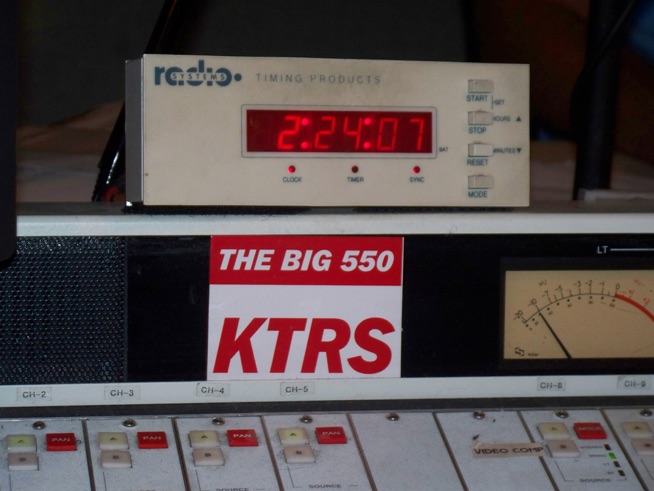 radio
SYSTEMS
TIMING PRODUCTS
START
SET
HOURS ▲
STOP
2:24:07
BAT
MINUTES ▼
RESET
CLOCK
TIMER
SYNC
MODE
THE BIG 550
KTRS
LT
CH-2
CH-3
CH-4
CH-5
CH-8
CH-9
A
PAN
A
PAN
A
PAN
A
PAN
A
B
B
VIDEO COMP